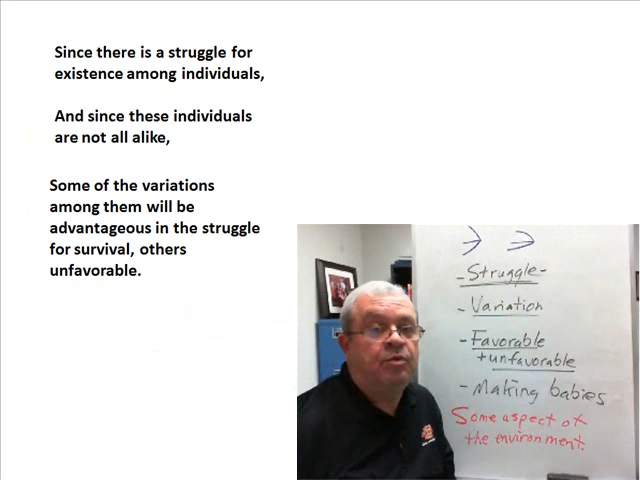 Since there is a struggle for
existence among individuals,
And since these individuals
are not all alike,
Some of the variations
among them will be
advantageous in the struggle
for survival, others
unfavorable.
- Struggle -
- Variation
- Favorable
+ unfavorable
- Making babies
Some aspect of
the environment.